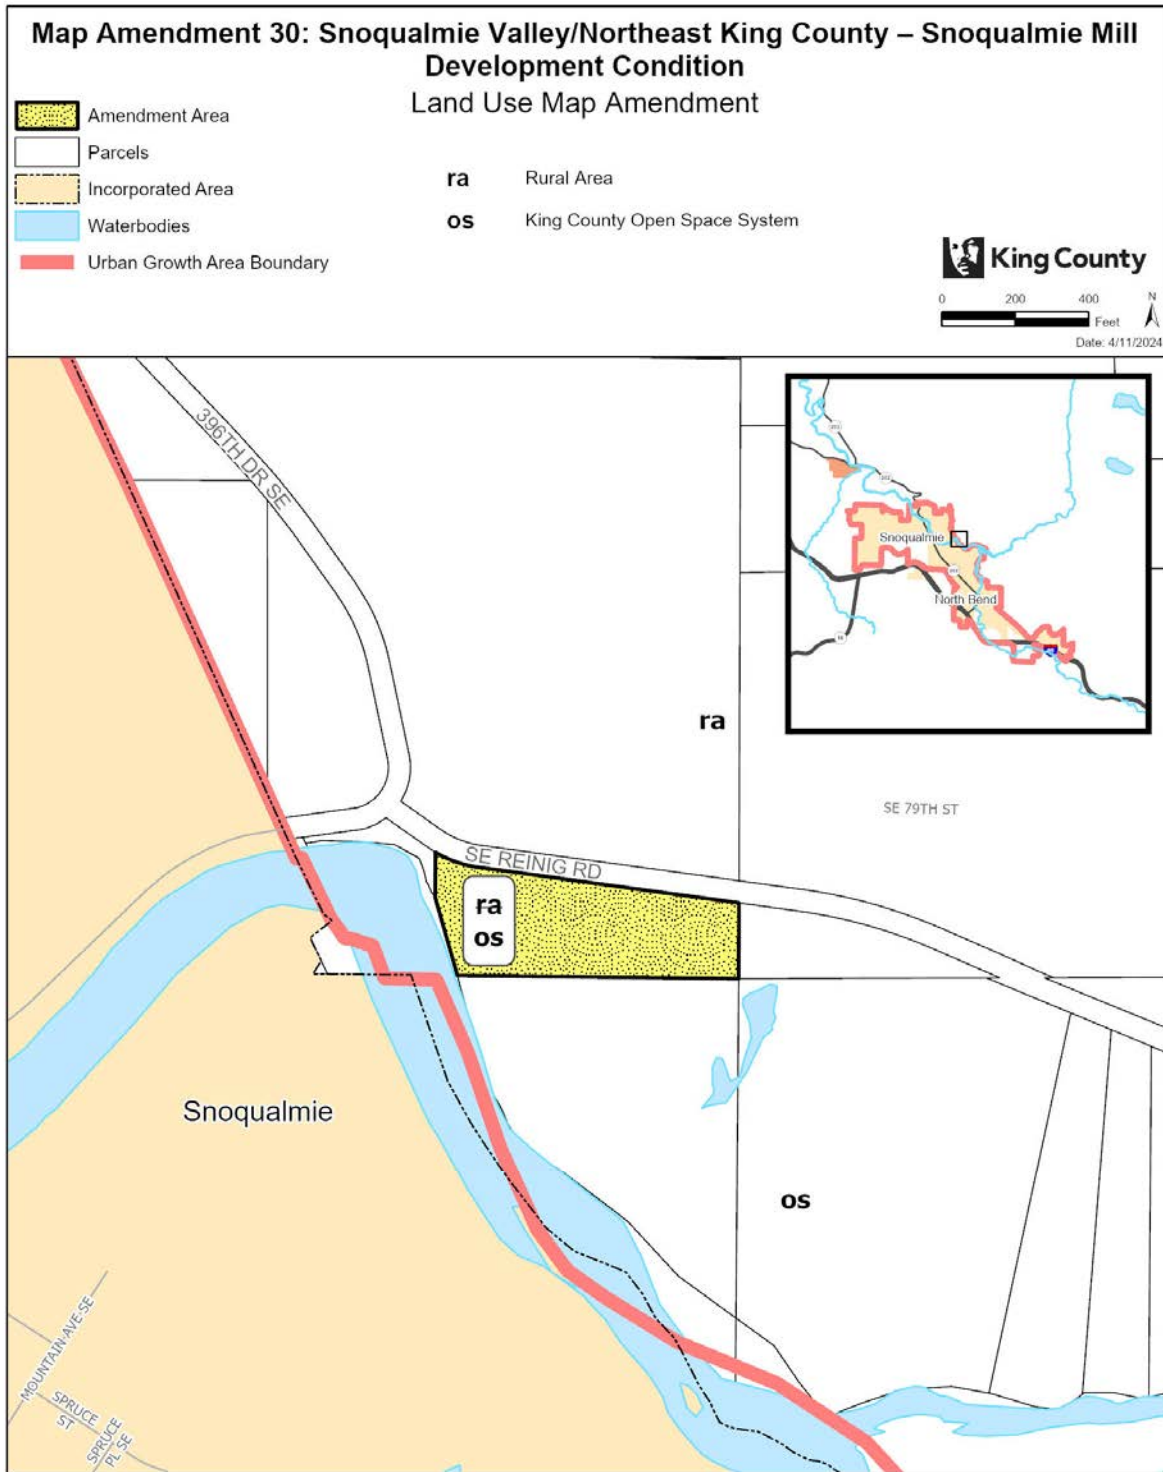 Map Amendment 30: Snoqualmie Valley/Northeast King County – Snoqualmie Mill
Development Condition
Land Use Map Amendment
Amendment Area
Parcels
Incorporated Area
Waterbodies
Urban Growth Area Boundary
ra Rural Area
os King County Open Space System
King County
0 200 400
Feet
N
Date: 4/11/2024
396TH DR SE
Snoqualmie
North Bend
ra
SE 79TH ST
SE REINIG RD
ra
os
Snoqualmie
os
MOUNTAIN AVE SE
SPRUCE
ST
SPRUCE
PL SE